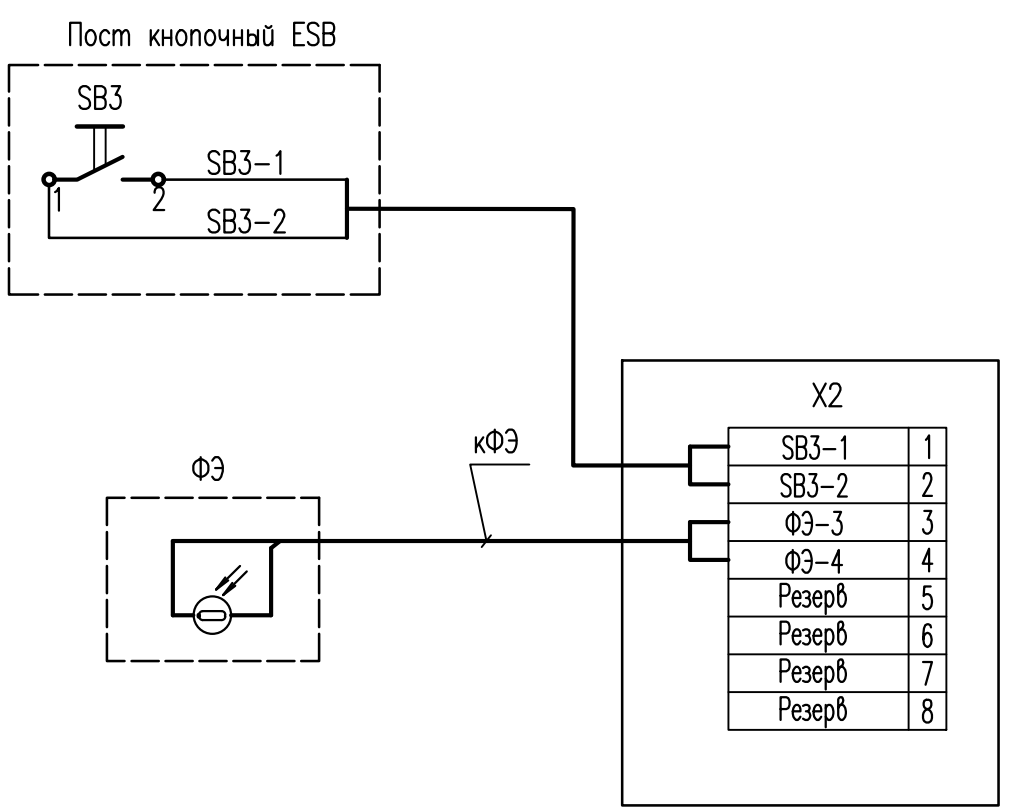 Пост кнопочный ESB
SB3
SB3-1
1
2
SB3-2
X2
кФЭ
SB3-1 1
ФЭ
SB3-2 2
ФЭ-3 3
ФЭ-4 4
Резерв 5
Резерв 6
Резерв 7
Резерв 8